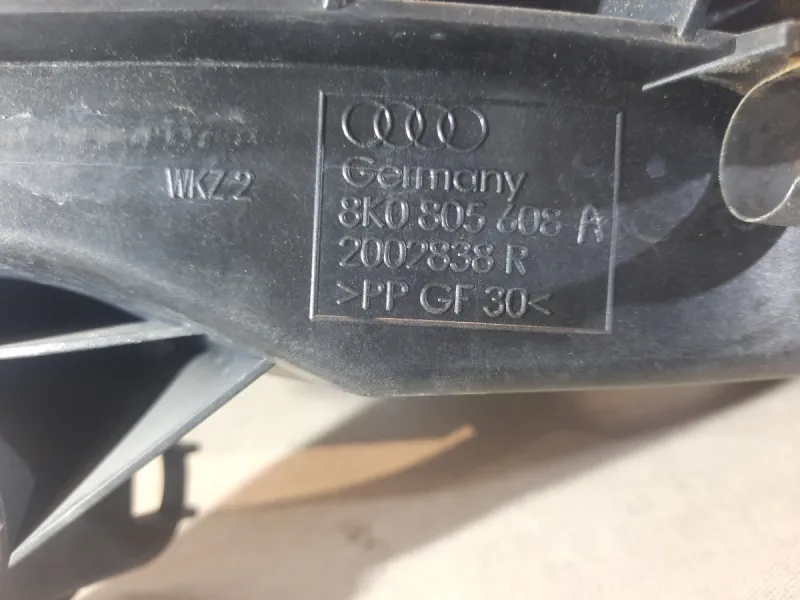 WKZ 2
Germany
8K0 805 608 A
2002838 R
>PP GF 30<